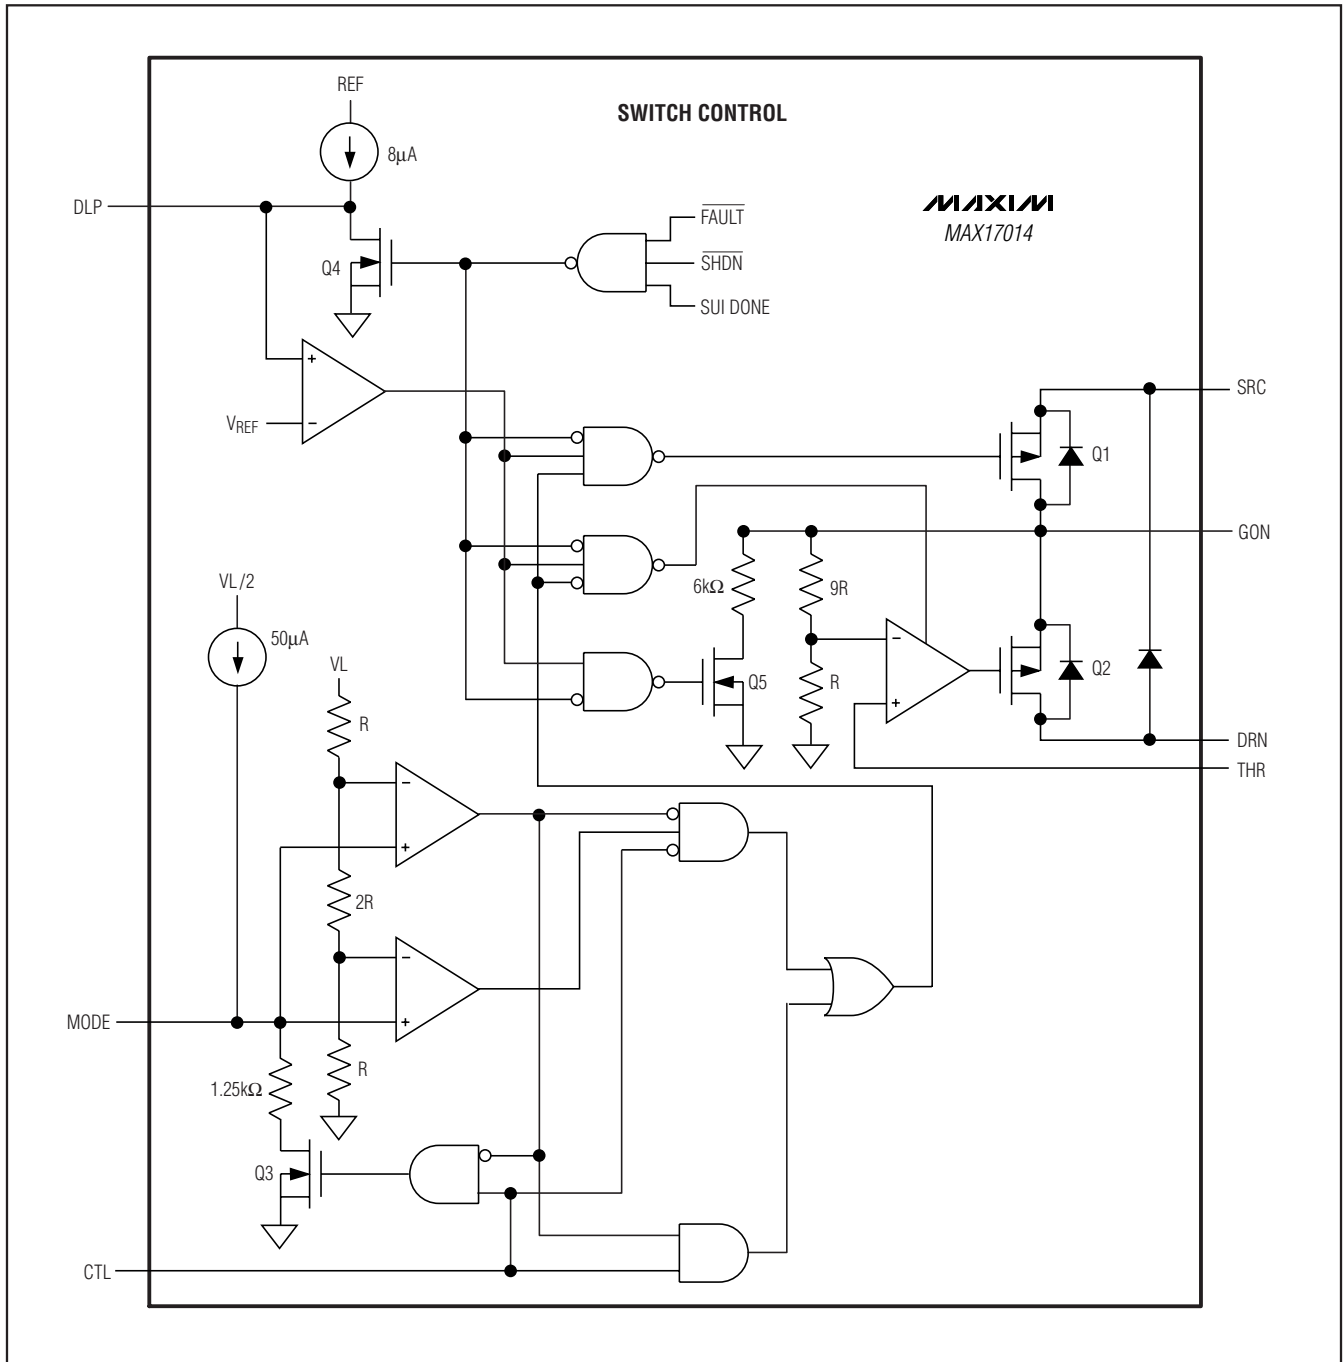 REF
SWITCH CONTROL
8µA
MAXIM
MAX17014
DLP
FAULT
SHDN
SUI DONE
Q4
+
VREF
−
SRC
Q1
GON
VL/2
50µA
6kΩ
9R
VL
R
−
Q5
R
+
Q2
DRN
THR
−
+
2R
−
MODE
+
R
1.25kΩ
Q3
CTL